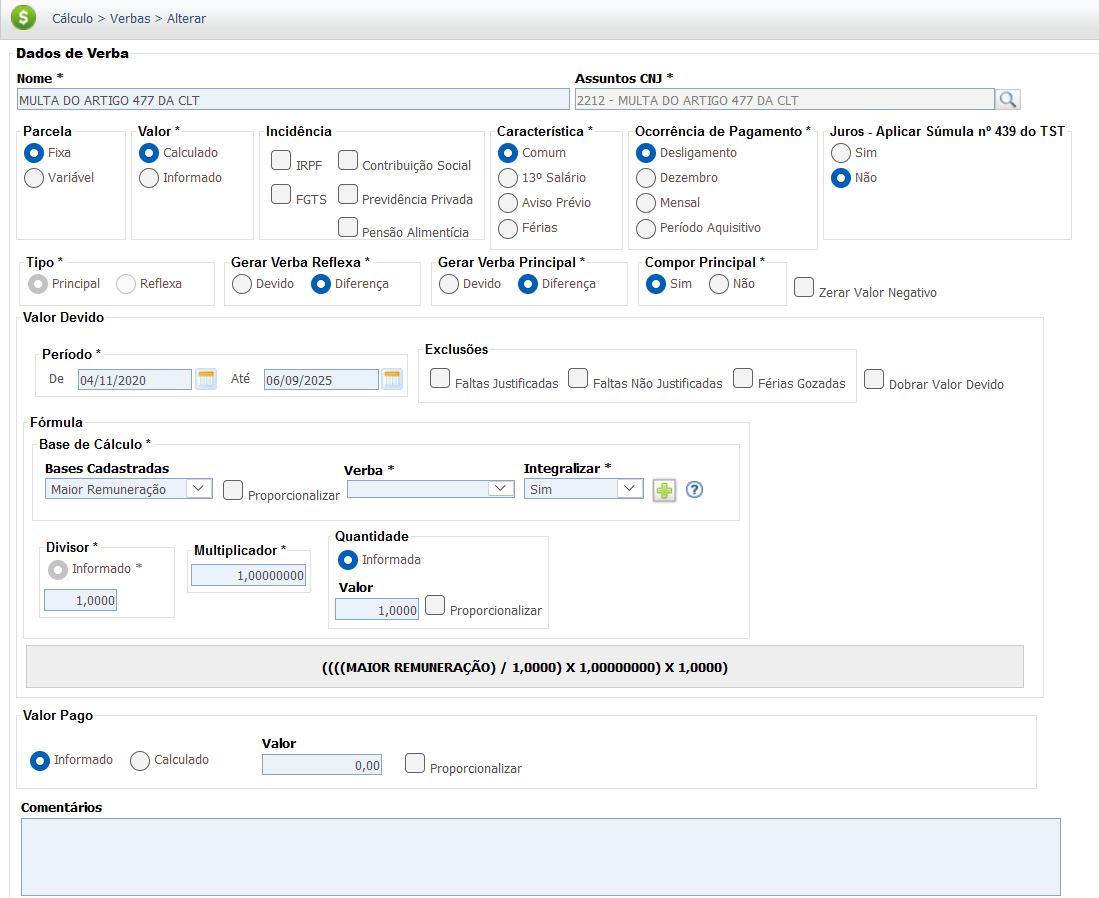 Cálculo > Verbas > Alterar
Dados de Verba
Nome *
Assuntos CNJ *
MULTA DO ARTIGO 477 DA CLT
2212 - MULTA DO ARTIGO 477 DA CLT
Parcela
Fixa
Variável
Valor *
Calculado
Informado
Incidência
IRPF
Contribuição Social
FGTS
Previdência Privada
Pensão Alimentícia
Característica *
Comum
13º Salário
Aviso Prévio
Férias
Ocorrência de Pagamento *
Desligamento
Dezembro
Mensal
Período Aquisitivo
Juros - Aplicar Súmula nº 439 do TST
Sim
Não
Tipo *
Principal
Reflexa
Gerar Verba Reflexa *
Devido
Diferença
Gerar Verba Principal *
Devido
Diferença
Compor Principal *
Sim
Não
Zerar Valor Negativo
Valor Devido
Período *
De
04/11/2020
Até
06/09/2025
Exclusões
Faltas Justificadas
Faltas Não Justificadas
Férias Gozadas
Dobrar Valor Devido
Fórmula
Base de Cálculo *
Bases Cadastradas
Maior Remuneração
Proporcionalizar
Verba *
Integralizar *
Sim
?
Divisor *
Informado *
1,0000
Multiplicador *
1,00000000
Quantidade
Informada
Valor
1,0000
Proporcionalizar
((((MAIOR REMUNERAÇÃO) / 1,0000) X 1,00000000) X 1,0000)
Valor Pago
Informado
Calculado
Valor
0,00
Proporcionalizar
Comentários